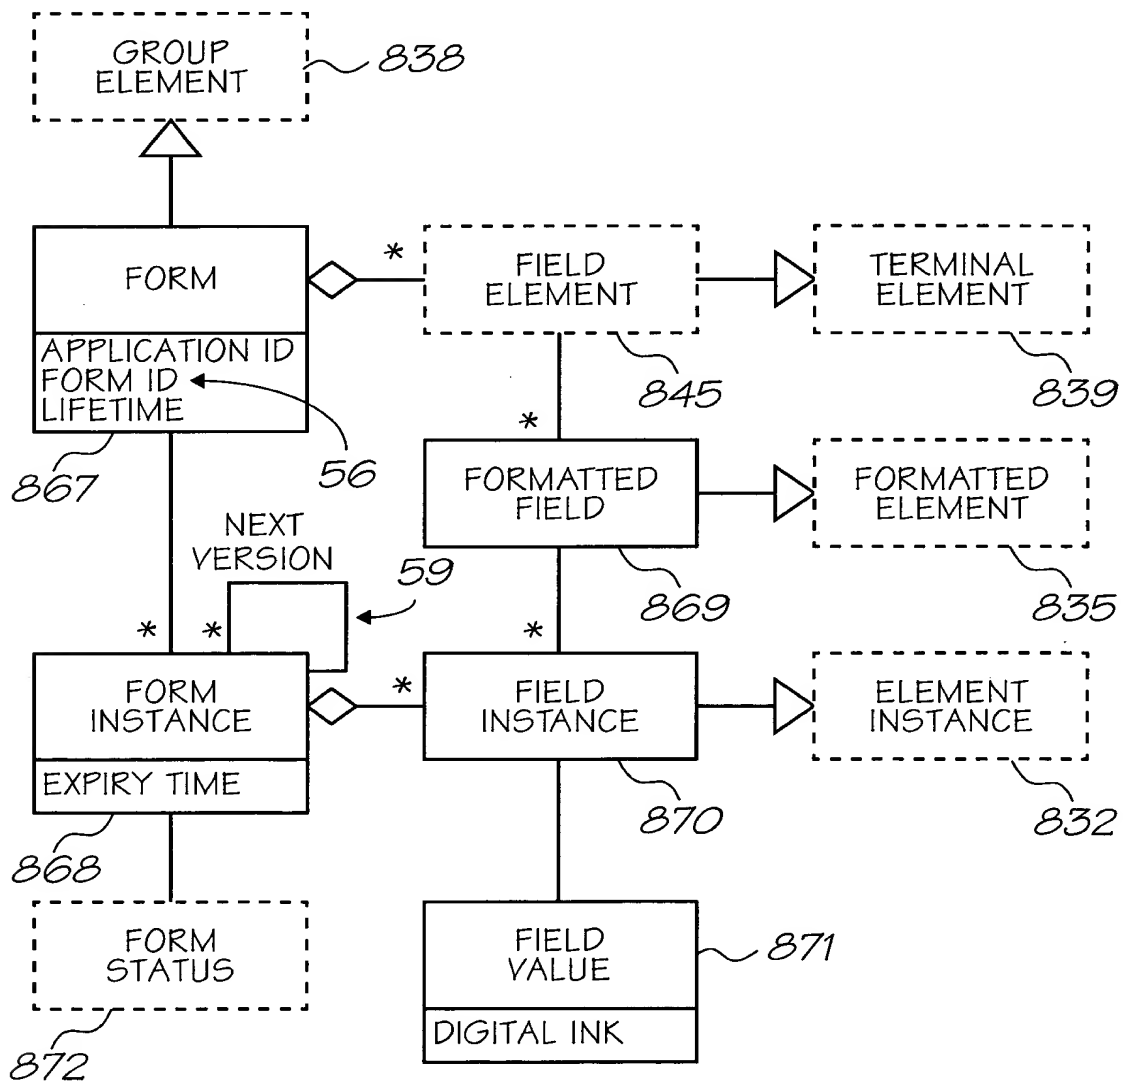 GROUP
ELEMENT
838
FORM
*
FIELD
ELEMENT
TERMINAL
ELEMENT
APPLICATION ID
FORM ID
LIFETIME
845
839
*
867
56
FORMATTED
FIELD
FORMATTED
ELEMENT
NEXT
VERSION
59
869
835
*
*
*
FORM
INSTANCE
*
FIELD
INSTANCE
ELEMENT
INSTANCE
EXPIRY TIME
870
832
868
FORM
STATUS
FIELD
VALUE
871
DIGITAL INK
872